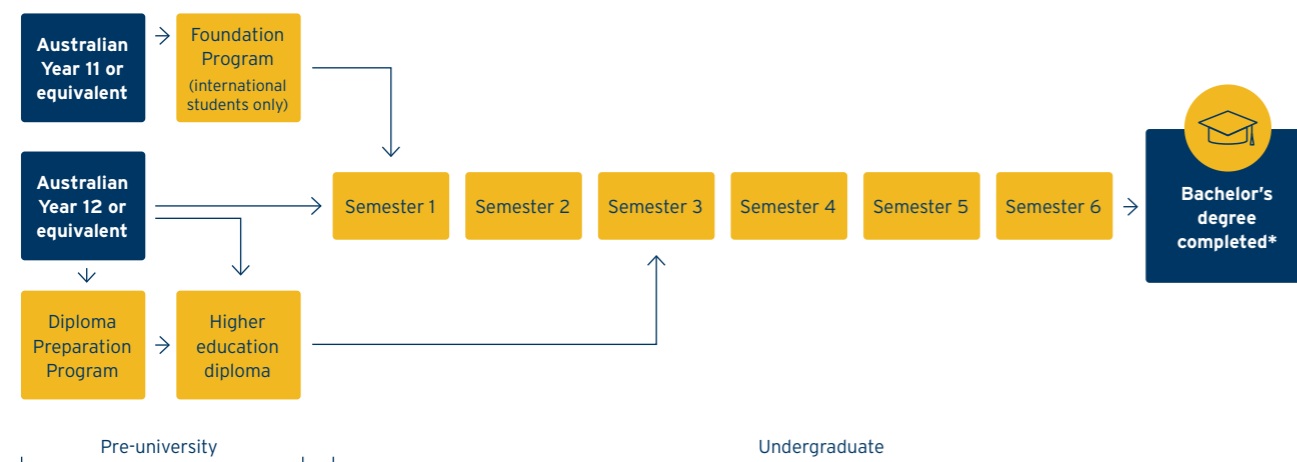 Australian
Year 11 or
equivalent
Foundation
Program
(international
students only)
Australian
Year 12 or
equivalent
Semester 1
Semester 2
Semester 3
Semester 4
Semester 5
Semester 6
Bachelor's
degree
completed*
Diploma
Preparation
Program
Higher
education
diploma
Pre-university
Undergraduate